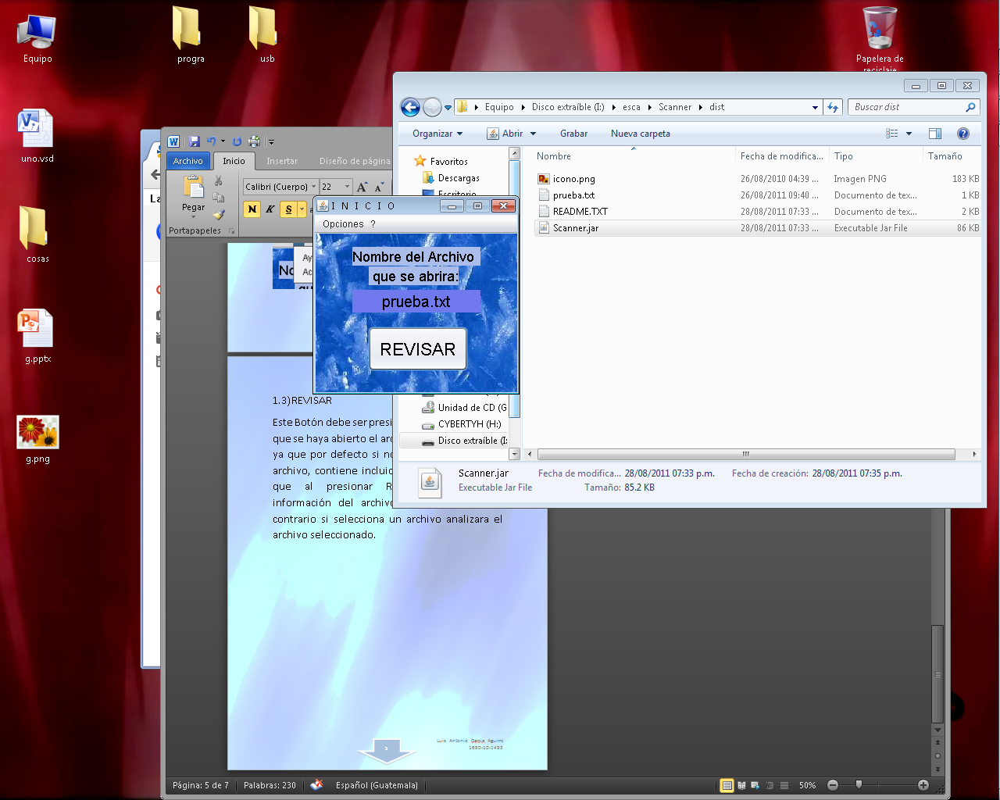 Equipo
progra
usb
Papelera de
reciclaje
uno.vsd
cosas
g.pptx
g.png
Equipo
Disco extraíble (I:)
esca
Scanner
dist
Buscar dist
Organizar
Abrir
Grabar
Nueva carpeta
Favoritos
Descargas
Escritorio
Nombre
Fecha de modifica...
Tipo
Tamaño
icono.png
26/08/2010 04:39 ...
Imagen PNG
183 KB
prueba.txt
26/08/2011 09:40 ...
Documento de tex...
1 KB
README.TXT
28/08/2011 07:33 ...
Documento de tex...
2 KB
Scanner.jar
28/08/2011 07:33 ...
Executable Jar File
86 KB
Unidad de CD (G
CYBERTYH (H:)
Disco extraíble (I:
Scanner.jar
Executable Jar File
Fecha de modifica... 28/08/2011 07:33 p.m.
Tamaño: 85.2 KB
Fecha de creación: 28/08/2011 07:35 p.m.
Archivo
Inicio
Insertar
Diseño de página
Pegar
Portapapeles
Calibri (Cuerpo)
22
N K S
I N I C I O
Opciones ?
Nombre del Archivo
que se abrira:
prueba.txt
REVISAR
1.3)REVISAR
Este Botón debe ser presi
que se haya abierto el arc
ya que por defecto si no
archivo, contiene incluid
que al presionar R
información del archivo
contrario si selecciona un archivo analizara el
archivo seleccionado.
Luis Antonio Garcia Aguirre
1690-10-1493
5
Página: 5 de 7
Palabras: 230
Español (Guatemala)
50%